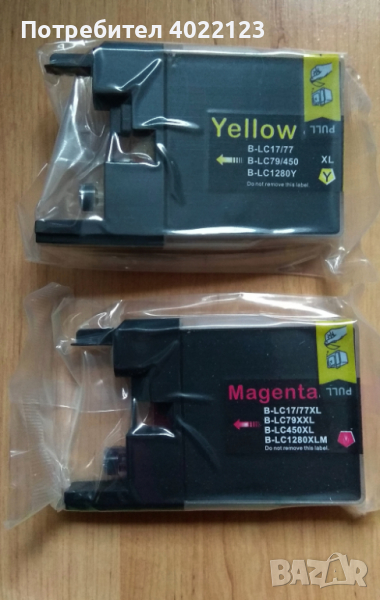 Потребител 4022123
Yellow
PULL
B-LC17/77
B-LC79/450
B-LC1280Y
XL
Y
Do not remove this label.
Magenta
PULL
B-LC17/77XL
B-LC79XXL
B-LC450XL
B-LC1280XLM
Do not remove this label.
BAZAR